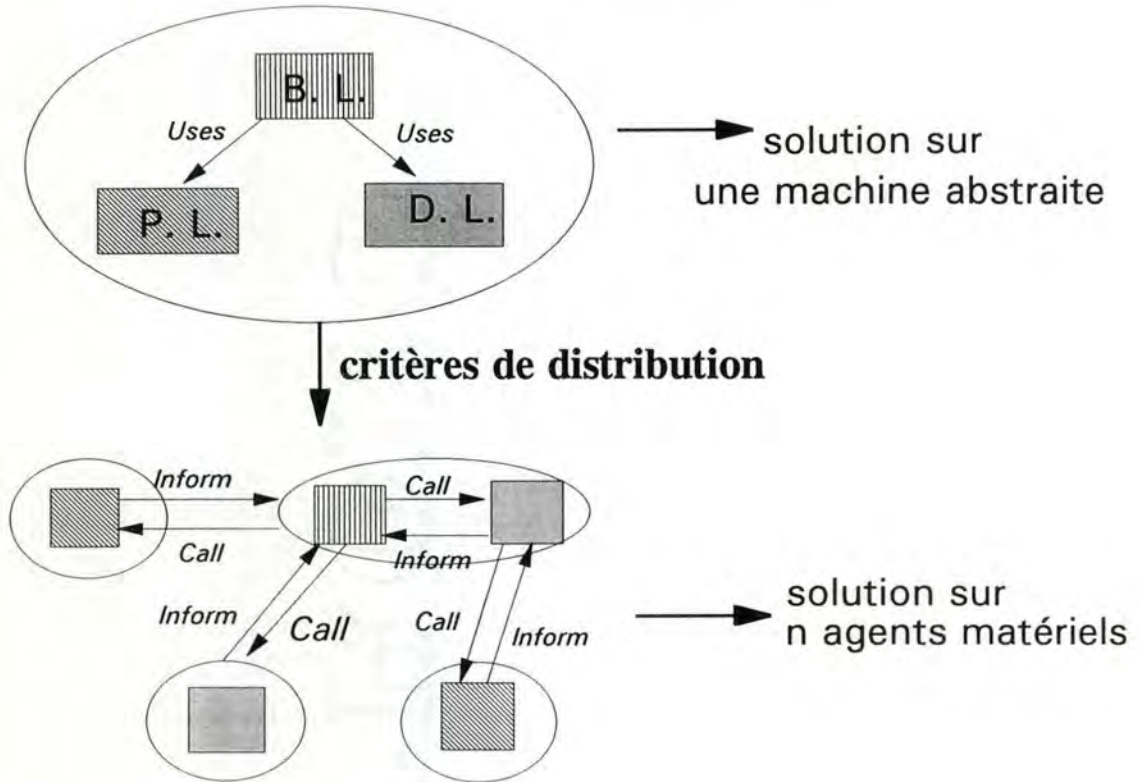 B. L.
Uses
Uses
P. L.
D. L.
solution sur
une machine abstraite
critères de distribution
Inform
Call
Call
Inform
Inform
Call
Call
Inform
solution sur
n agents matériels